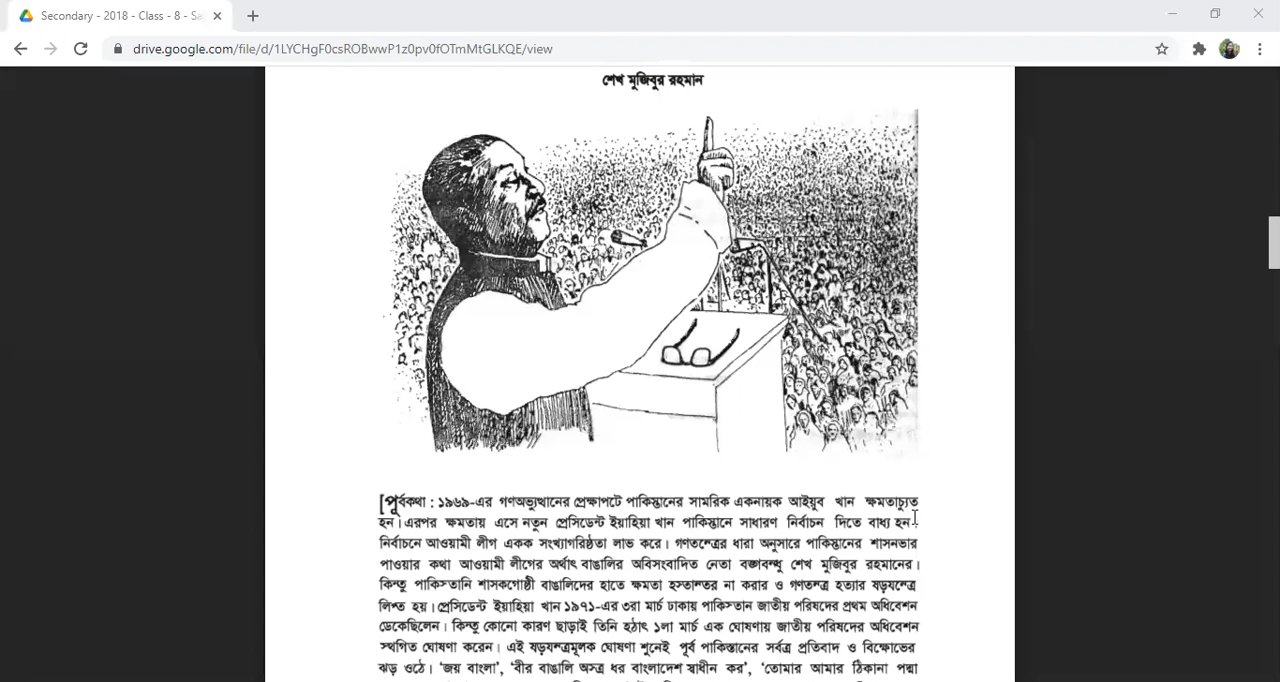 Secondary - 2018 - Class - 8 - Sa
drive.google.com/file/d/1LYCHgF0csROBwwP1z0pv0fOTmMtGLKQE/view
শেখ মুজিবুর রহমান
[পূর্বকথা : ১৯৬৯-এর গণঅভ্যুত্থানের প্রেক্ষাপটে পাকিস্তানের সামরিক একনায়ক আইয়ুব খান ক্ষমতাচ্যুত
হন। এরপর ক্ষমতায় এসে নতুন প্রেসিডেন্ট ইয়াহিয়া খান পাকিস্তানে সাধারণ নির্বাচন দিতে বাধ্য হন।
নির্বাচনে আওয়ামী লীগ একক সংখ্যাগরিষ্ঠতা লাভ করে। গণতন্ত্রের ধারা অনুসারে পাকিস্তানের শাসনভার
পাওয়ার কথা আওয়ামী লীগের অর্থাৎ বাঙালির অবিসংবাদিত নেতা বঙ্গবন্ধু শেখ মুজিবুর রহমানের।
কিন্তু পাকিস্তানি শাসকগোষ্ঠী বাঙালিদের হাতে ক্ষমতা হস্তান্তর না করার ও গণতন্ত্র হত্যার ষড়যন্ত্রে
লিপ্ত হয়। প্রেসিডেন্ট ইয়াহিয়া খান ১৯৭১-এর ৩রা মার্চ ঢাকায় পাকিস্তান জাতীয় পরিষদের প্রথম অধিবেশন
ডেকেছিলেন। কিন্তু কোনো কারণ ছাড়াই তিনি হঠাৎ ১লা মার্চ এক ঘোষণায় জাতীয় পরিষদের অধিবেশন
স্থগিত ঘোষণা করেন। এই ষড়যন্ত্রমূলক ঘোষণা শুনেই পূর্ব পাকিস্তানের সর্বত্র প্রতিবাদ ও বিক্ষোভের
ঝড় ওঠে। ‘জয় বাংলা’, ‘বীর বাঙালি অস্ত্র ধর বাংলাদেশ স্বাধীন কর’, ‘তোমার আমার ঠিকানা পদ্মা